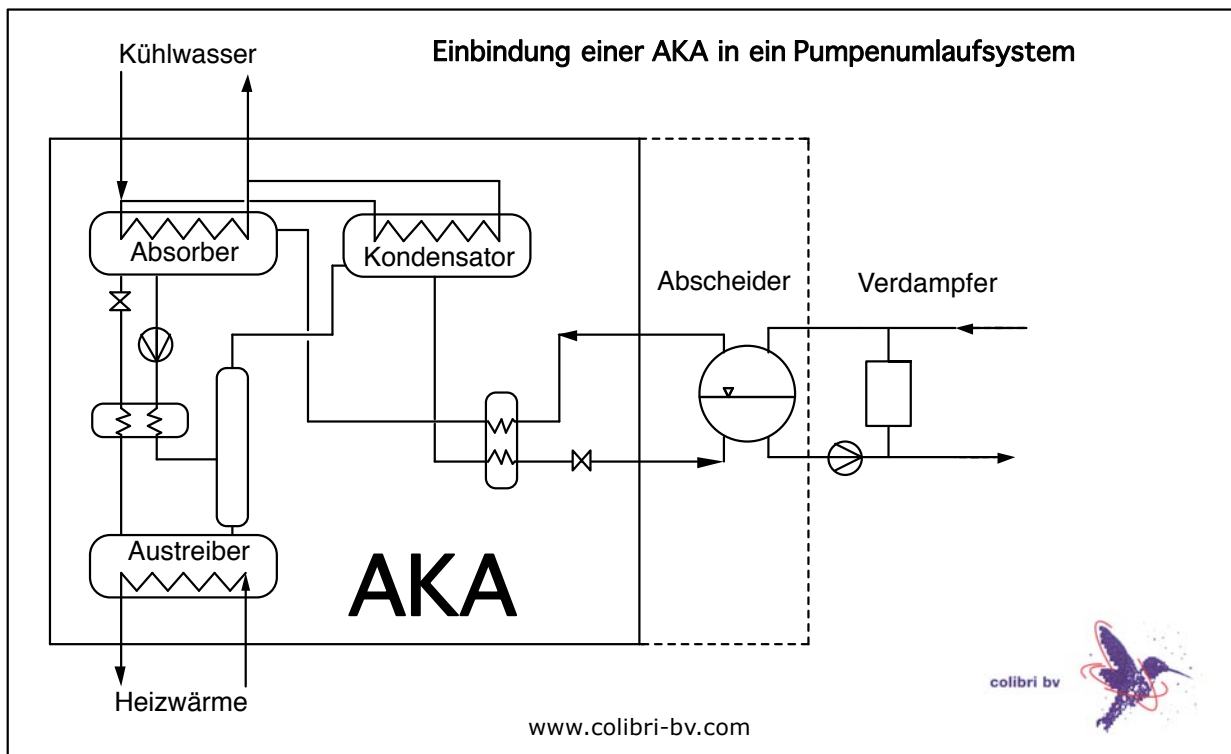 Kühlwasser
Einbindung einer AKA in ein Pumpenumlaufsystem
Absorber
Kondensator
Abscheider
Verdampfer
Austreiber
AKA
Heizwärme
colibri bv
www.colibri-bv.com